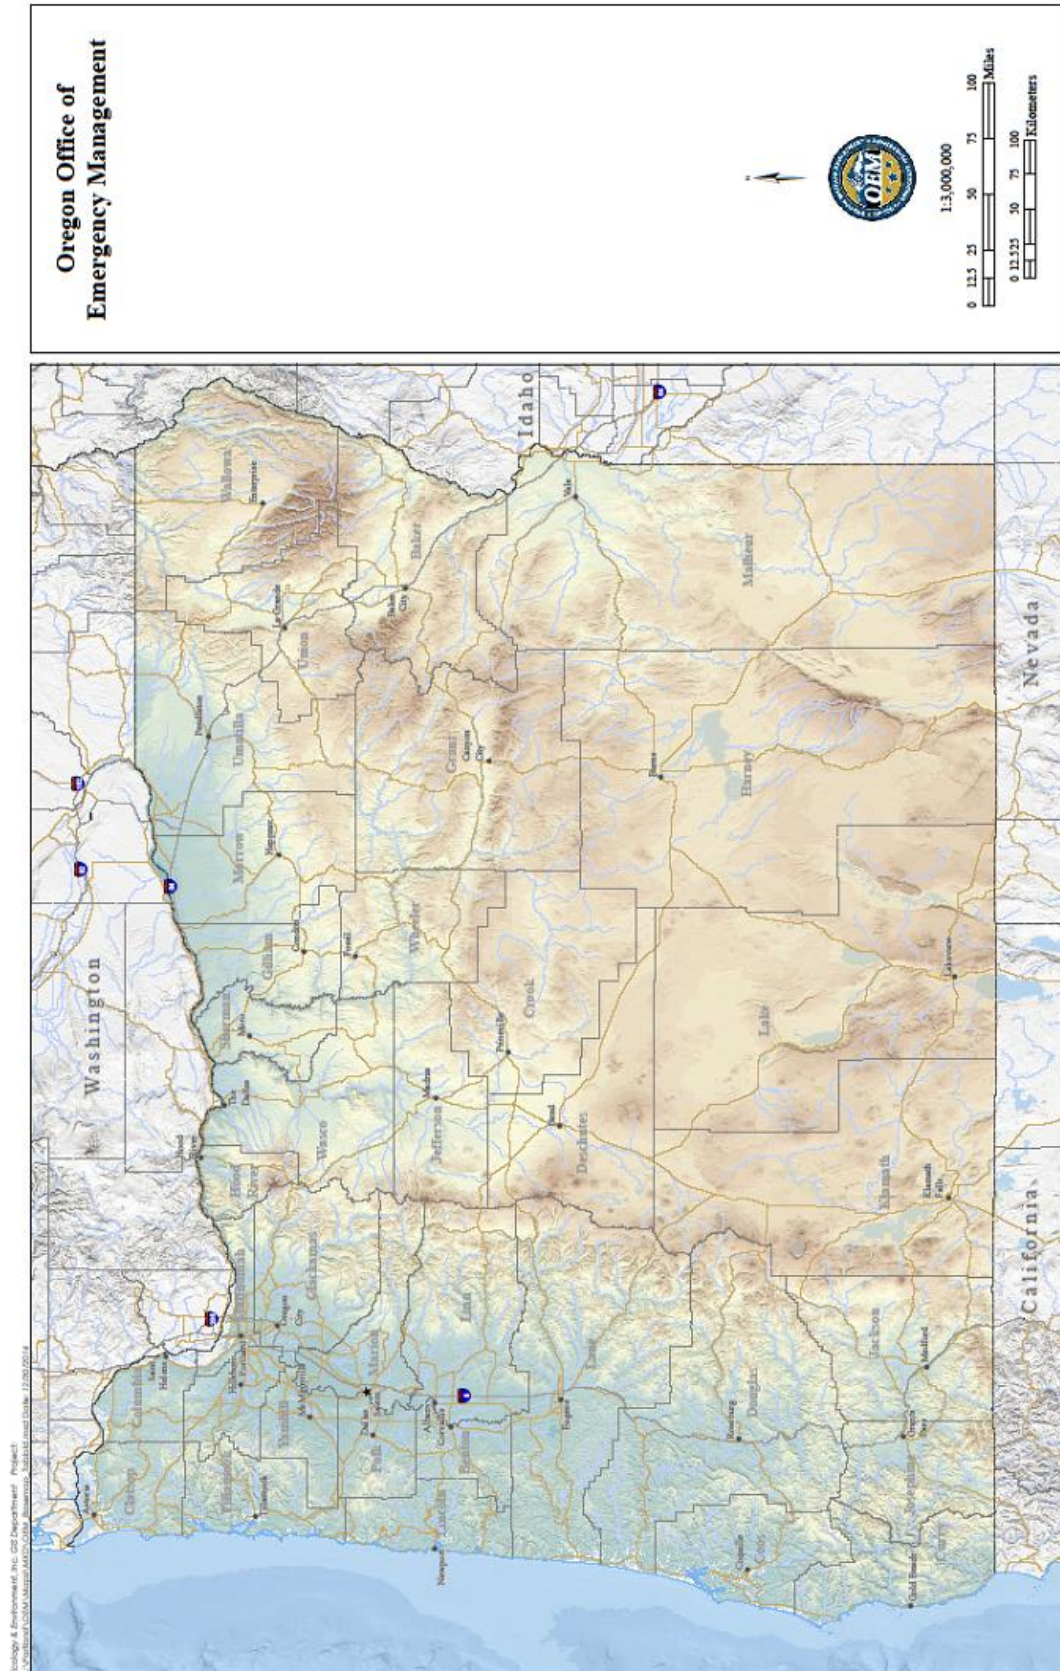 Oregon Office of
Emergency Management
OEM
1:3,000,000
0 12.5 25 50 75 100
Miles
0 12.525 50 75 100
Kilometers
Washington
Idaho
Nevada
California
Clatsop
Astoria
Columbia
Saint
Helens
Tillamook
Tillamook
Hillsboro
Portland
Multnomah
Hood
River
Hood
River
The
Dalles
Sherman
Moro
Gilliam
Condon
Morrow
Heppner
Umatilla
Pendleton
Union
La Grande
Wallowa
Enterprise
Yamhill
McMinnville
Oregon
City
Clackamas
Wasco
Fossil
Wheeler
Polk
Dallas
Salem
Marion
Newport
Lincoln
Benton
Corvallis
Albany
Linn
Jefferson
Madras
Grant
Canyon
City
Baker
City
Baker
Lane
Eugene
Deschutes
Bend
Prineville
Crook
Vale
Malheur
Harney
Burns
Coos
Coquille
Douglas
Roseburg
Lake
Lakeview
Klamath
Klamath
Falls
Jackson
Medford
Josephine
Grants
Pass
Curry
Gold Beach